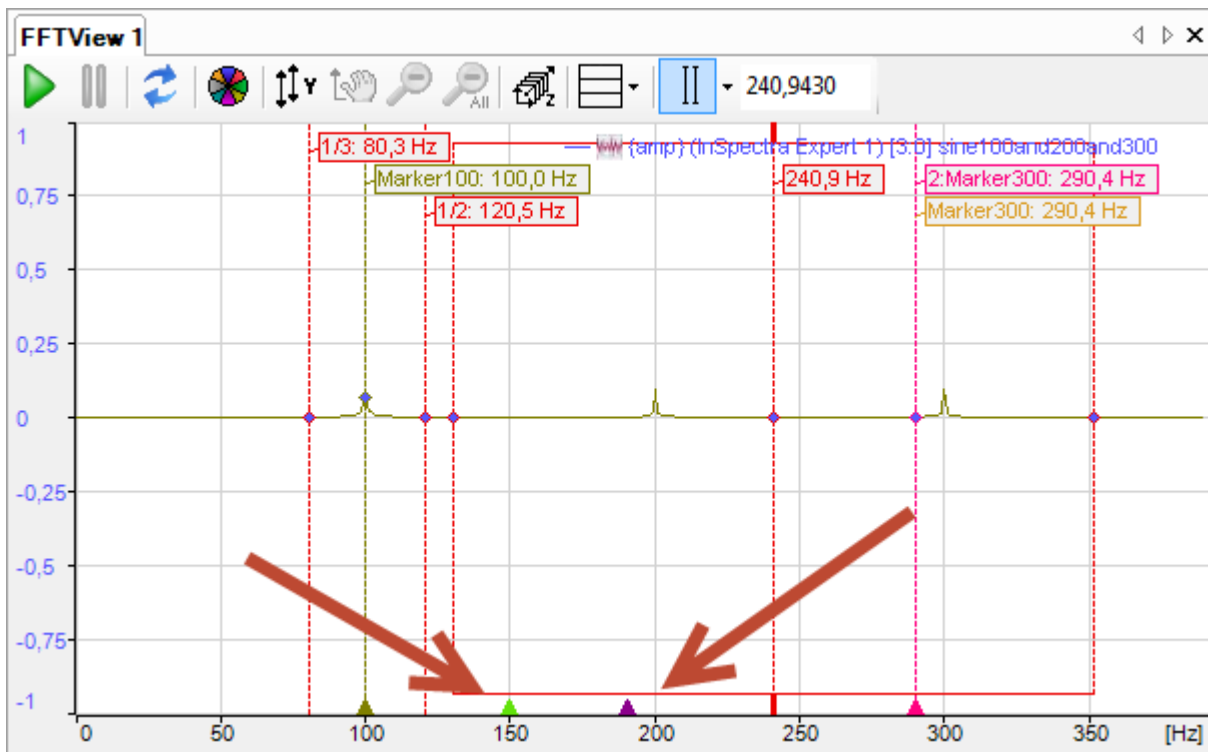 FFTView 1
Y All z 240,9430
1
1/3: 80,3 Hz {amp} (InSpectra Expert 1) [3.0] sine100and200and300
Marker100: 100,0 Hz 240,9 Hz 2:Marker300: 290,4 Hz
0,75
1/2: 120,5 Hz Marker300: 290,4 Hz
0,5
0,25
0
-0,25
-0,5
-0,75
-1
0 50 100 150 200 250 300 350 [Hz]